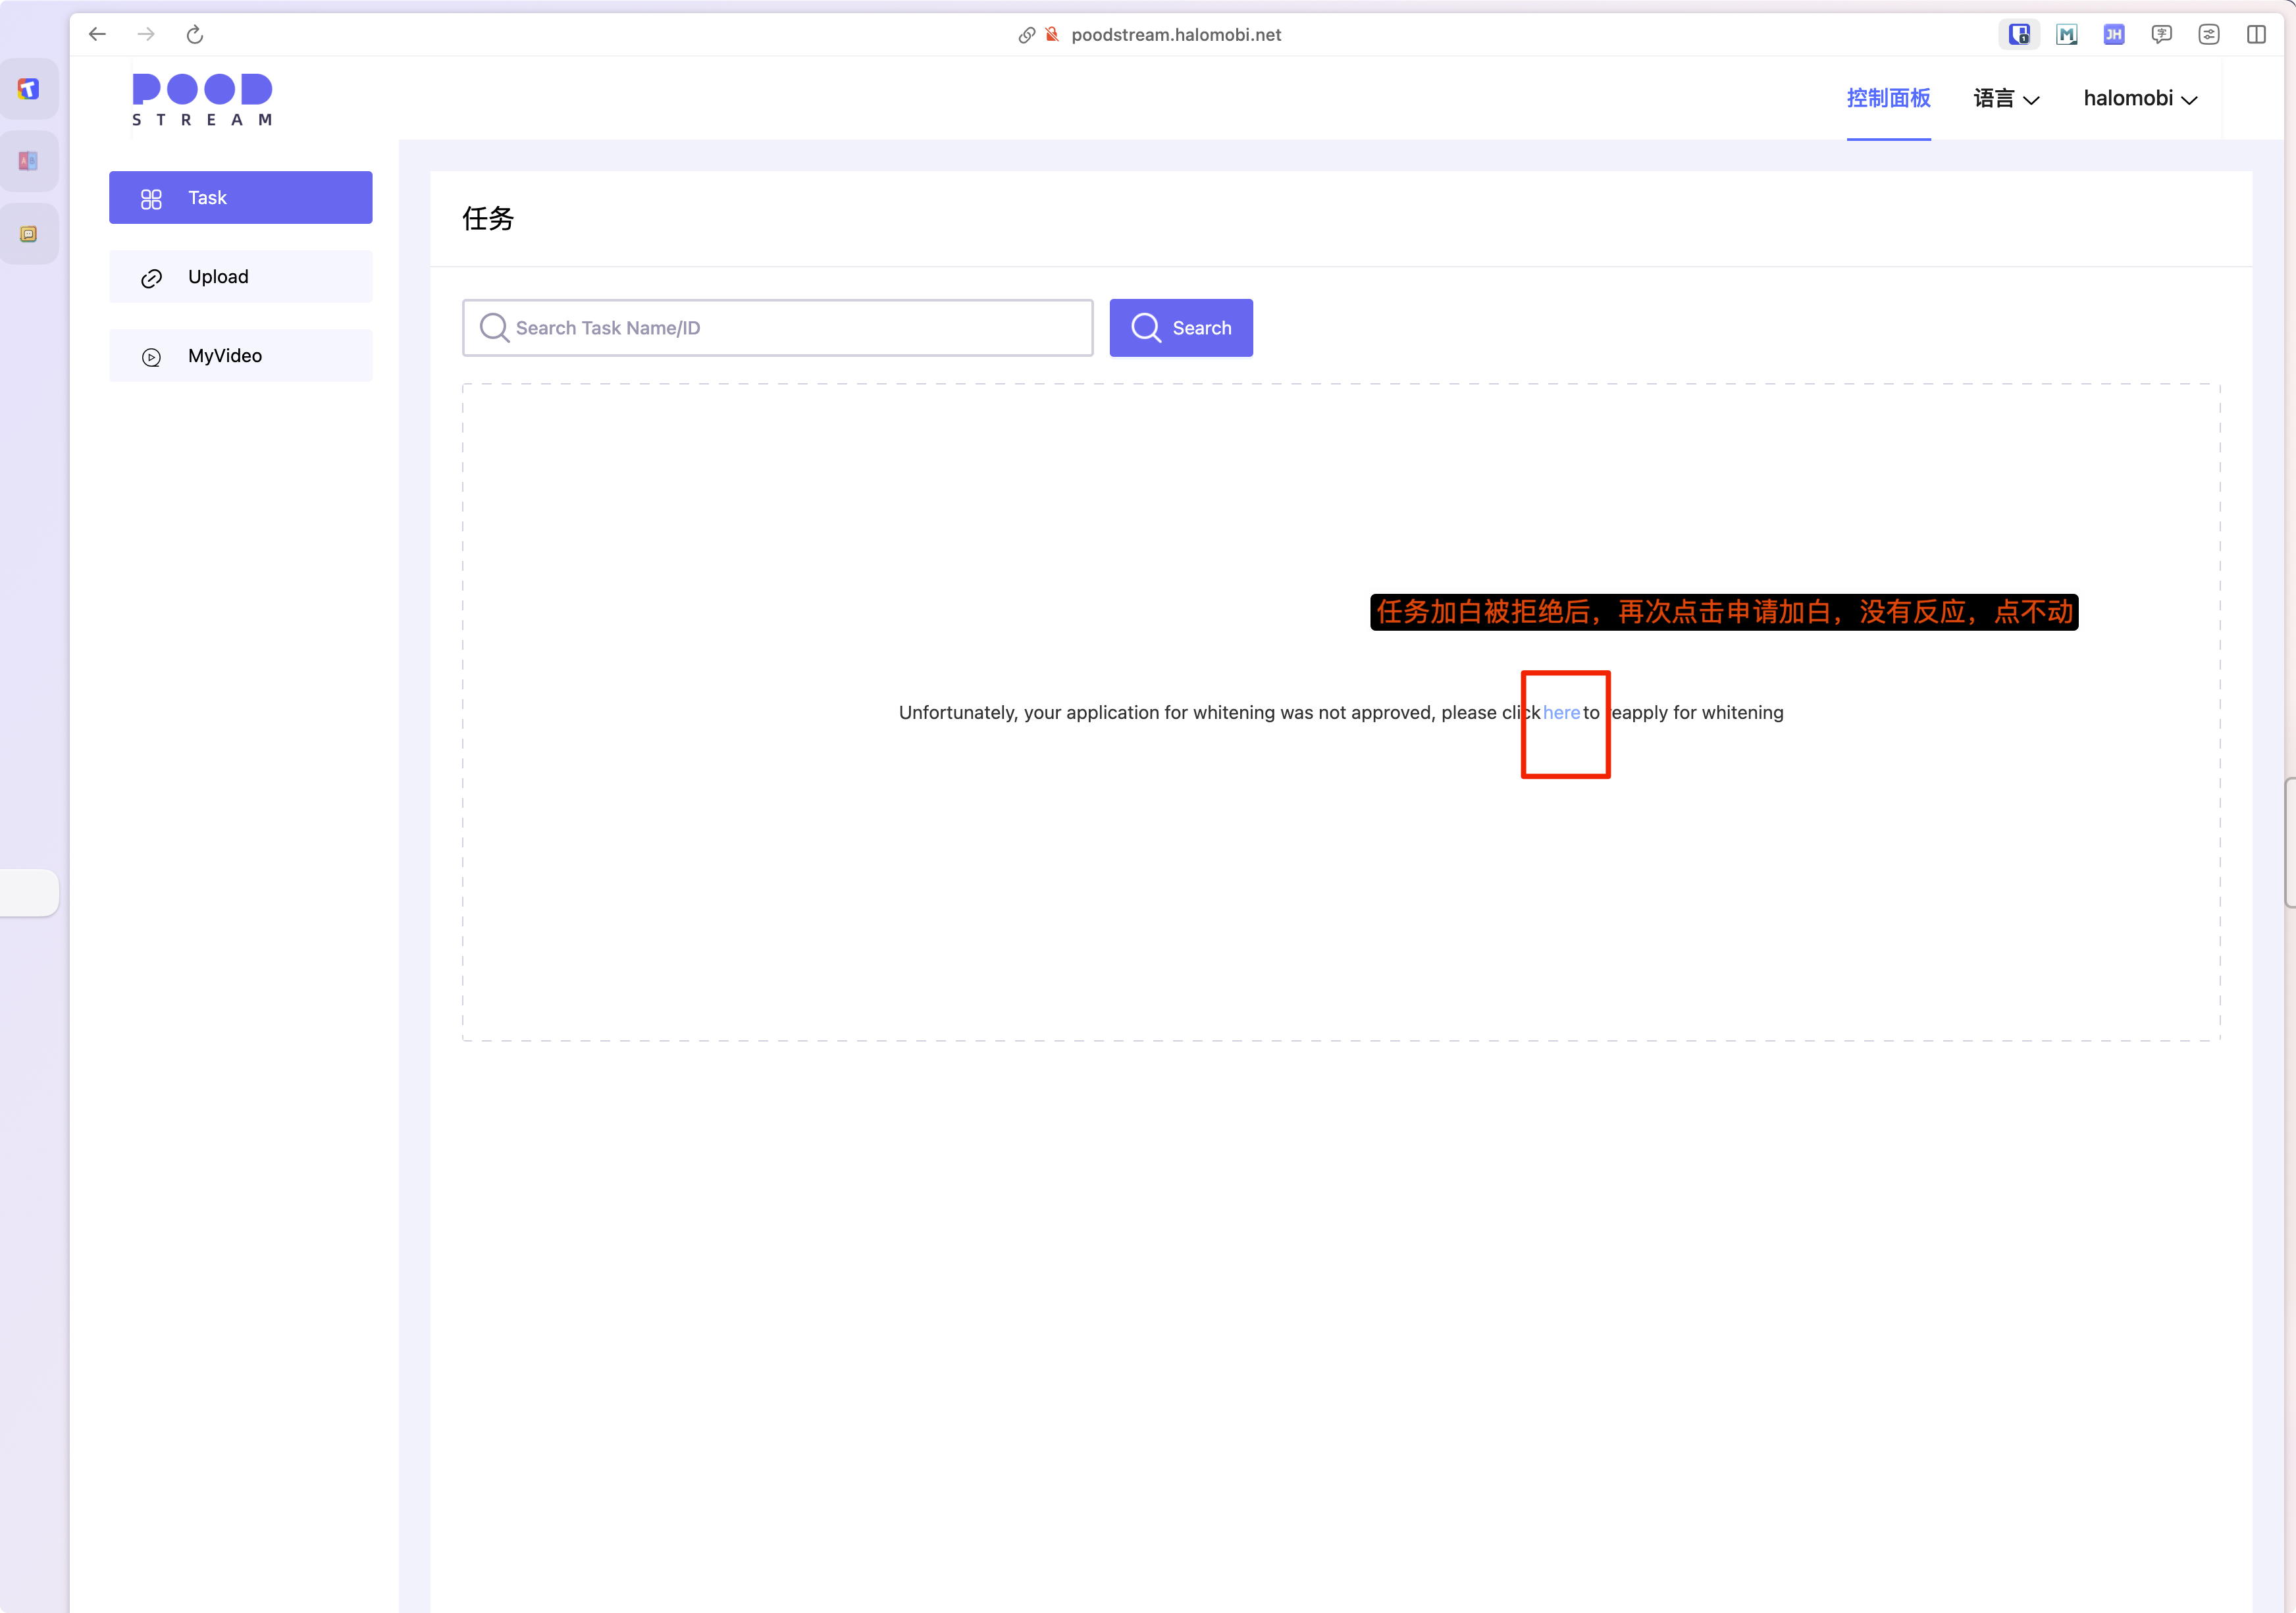 poodstream.halomobi.net
JH
POOD
STREAM
控制面板
语言
halomobi
Task
Upload
MyVideo
任务
Search Task Name/ID
Search
任务加白被拒绝后，再次点击申请加白，没有反应，点不动
Unfortunately, your application for whitening was not approved, please click here to reapply for whitening